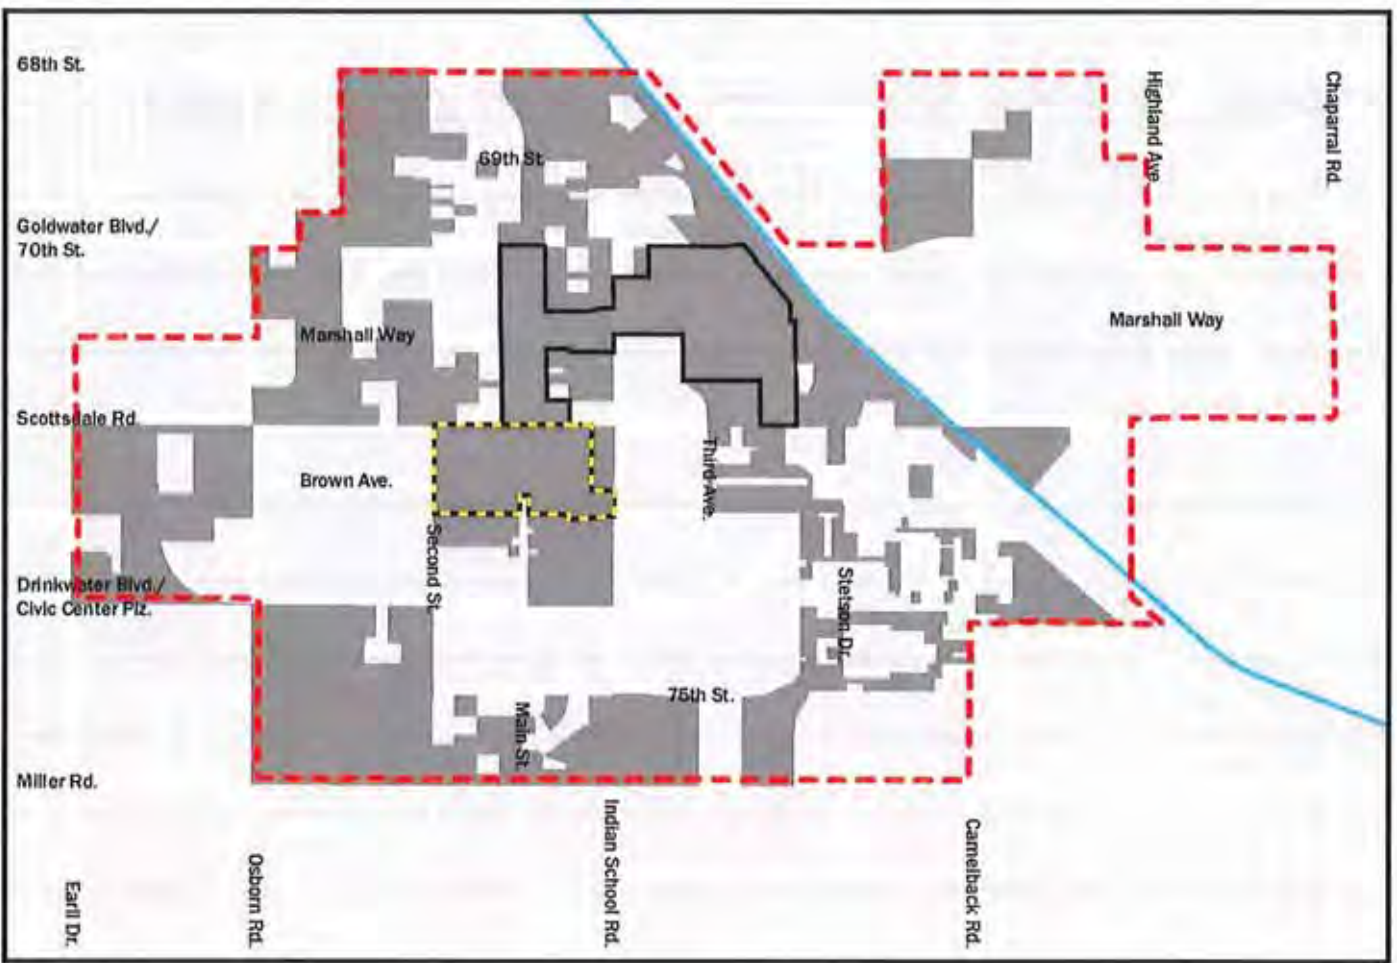 68th St.
Highland Ave.
Chaparral Rd.
69th St.
Goldwater Blvd./
70th St.
Marshall Way
Marshall Way
Scottsdale Rd.
Brown Ave.
Third Ave.
Second St.
Drinkwater Blvd./
Civic Center Plz.
Stetson Dr.
75th St.
Main St.
Miller Rd.
Indian School Rd.
Camelback Rd.
Osborn Rd.
Earll Dr.